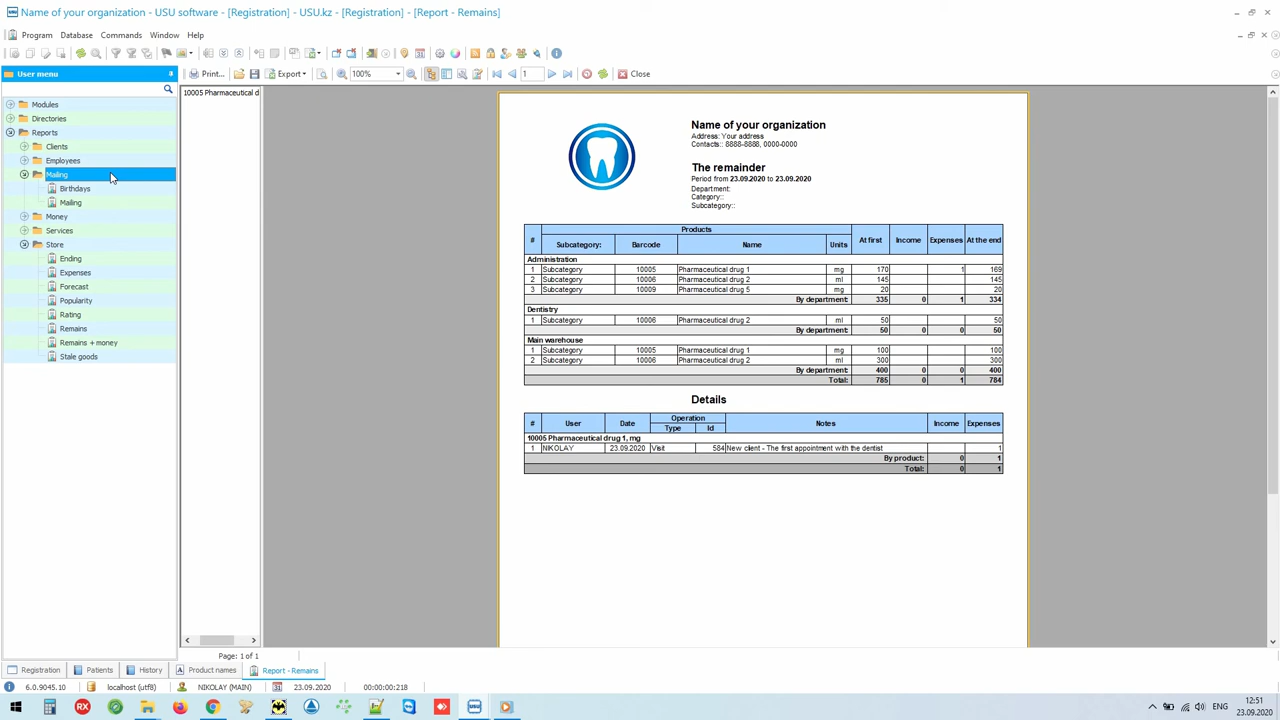 Name of your organization - USU software - [Registration] - USU.kz - [Registration] - [Report - Remains]
Program Database Commands Window Help
User menu
Print... Export 100% 1 Close
Modules
Directories
Reports
Clients
Employees
Mailing
Birthdays
Mailing
Money
Services
Store
Ending
Expenses
Forecast
Popularity
Rating
Remains
Remains + money
Stale goods
10005 Pharmaceutical d
Name of your organization
Address: Your address
Contacts:: 8888-8888, 0000-0000
The remainder
Period from 23.09.2020 to 23.09.2020
Department:
Category::
Subcategory::
# Products At first Income Expenses At the end
Subcategory: Barcode Name Units
Administration
1 Subcategory 10005 Pharmaceutical drug 1 mg 170 1 169
2 Subcategory 10006 Pharmaceutical drug 2 ml 145 145
3 Subcategory 10009 Pharmaceutical drug 5 mg 20 20
By department: 335 0 1 334
Dentistry
1 Subcategory 10006 Pharmaceutical drug 2 ml 50 50
By department: 50 0 0 50
Main warehouse
1 Subcategory 10005 Pharmaceutical drug 1 mg 100 100
2 Subcategory 10006 Pharmaceutical drug 2 ml 300 300
By department: 400 0 0 400
Total: 785 0 1 784
Details
# User Date Operation Notes Income Expenses
Type Id
10005 Pharmaceutical drug 1, mg
1 NIKOLAY 23.09.2020 Visit 584 New client - The first appointment with the dentist 1
By product: 0 1
Total: 0 1
Page: 1 of 1
Registration Patients History Product names Report - Remains
6.0.9045.10 localhost (utf8) NIKOLAY (MAIN) 23.09.2020 00:00:00:218
RX USU ENG 12:51
23.09.2020